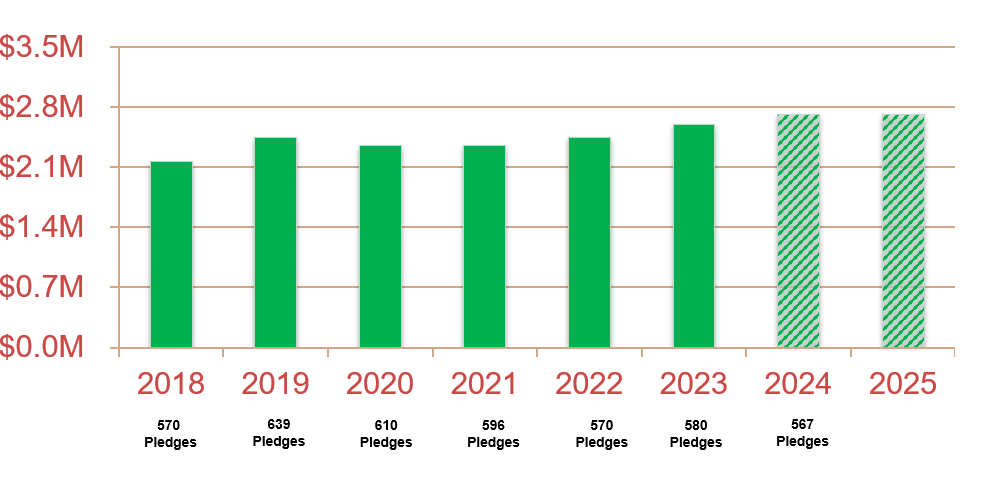 $3.5M
$2.8M
$2.1M
$1.4M
$0.7M
$0.0M
2018 2019 2020 2021 2022 2023 2024 2025
570 639 610 596 570 580 567
Pledges Pledges Pledges Pledges Pledges Pledges Pledges